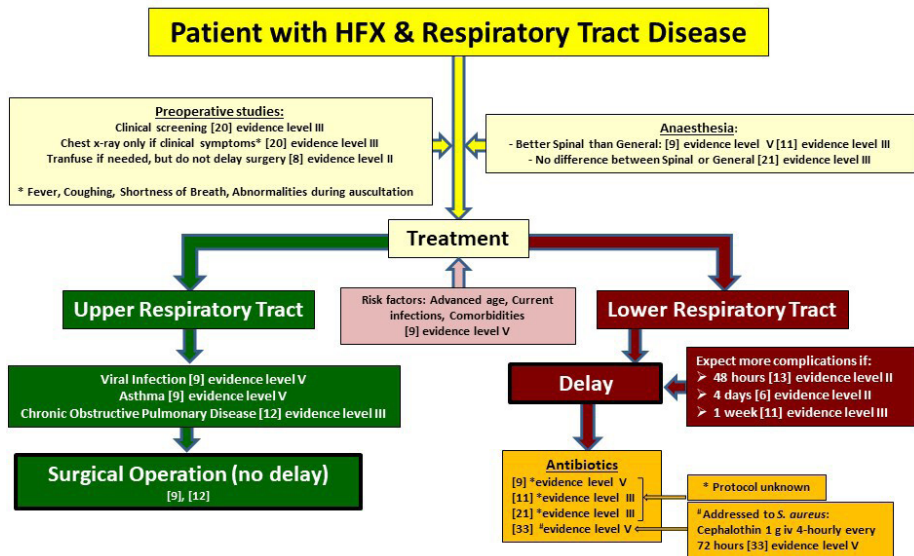 Patient with HFX & Respiratory Tract Disease
Preoperative studies:
Clinical screening [20] evidence level III
Chest x-ray only if clinical symptoms* [20] evidence level III
Tranfuse if needed, but do not delay surgery [8] evidence level II
* Fever, Coughing, Shortness of Breath, Abnormalities during auscultation
Anaesthesia:
- Better Spinal than General: [9] evidence level V [11] evidence level III
- No difference between Spinal or General [21] evidence level III
Treatment
Risk factors: Advanced age, Current
infections, Comorbidities
[9] evidence level V
Upper Respiratory Tract
Viral Infection [9] evidence level V
Asthma [9] evidence level V
Chronic Obstructive Pulmonary Disease [12] evidence level III
Surgical Operation (no delay)
[9], [12]
Lower Respiratory Tract
Delay
Expect more complications if:
➢ 48 hours [13] evidence level II
➢ 4 days [6] evidence level II
➢ 1 week [11] evidence level III
Antibiotics
[9] *evidence level V
[11] *evidence level III
[21] *evidence level III
[33] #evidence level V
* Protocol unknown
#Addressed to S. aureus:
Cephalothin 1 g iv 4-hourly every
72 hours [33] evidence level V